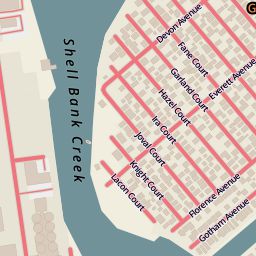 G
Devon Avenue
Fane Court
Shell Bank Creek
Garland Court
Everett Avenue
Hazel Court
Ira Court
Joval Court
Knight Court
Lacon Court
Florence Avenue
Gotham Avenue